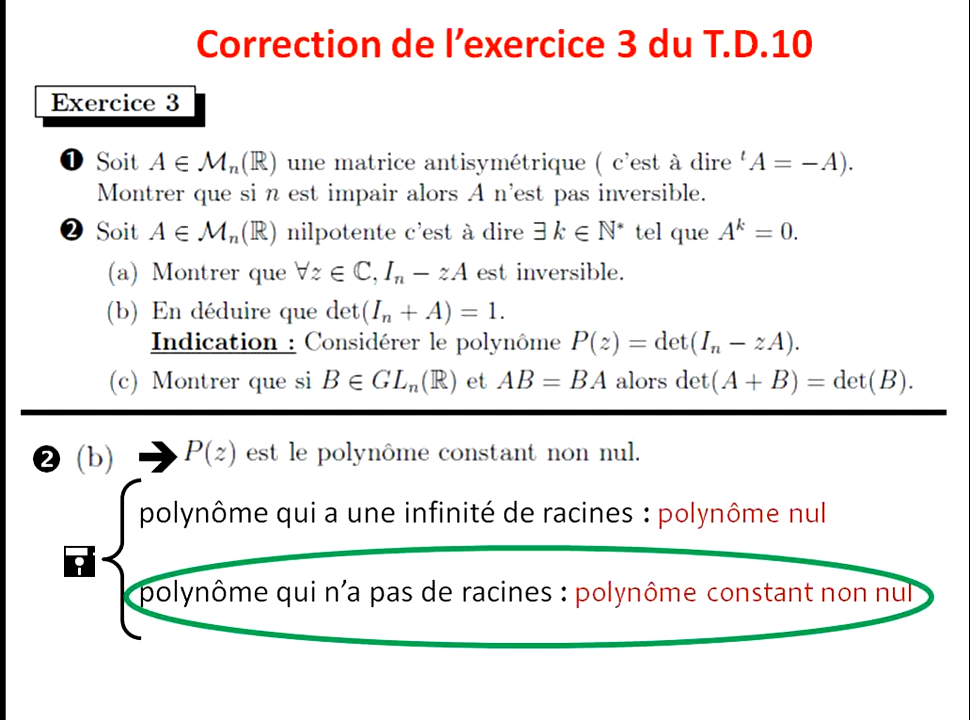 Correction de l'exercice 3 du T.D.10
Exercice 3
❶ Soit A ∈ ℳₙ(ℝ) une matrice antisymétrique ( c'est à dire ᵗA = −A).
Montrer que si n est impair alors A n'est pas inversible.
❷ Soit A ∈ ℳₙ(ℝ) nilpotente c'est à dire ∃ k ∈ ℕ* tel que Aᵏ = 0.
(a) Montrer que ∀z ∈ ℂ, Iₙ − zA est inversible.
(b) En déduire que det(Iₙ + A) = 1.
Indication : Considérer le polynôme P(z) = det(Iₙ − zA).
(c) Montrer que si B ∈ GLₙ(ℝ) et AB = BA alors det(A + B) = det(B).
❷ (b) ➔ P(z) est le polynôme constant non nul.
polynôme qui a une infinité de racines : polynôme nul
polynôme qui n'a pas de racines : polynôme constant non nul